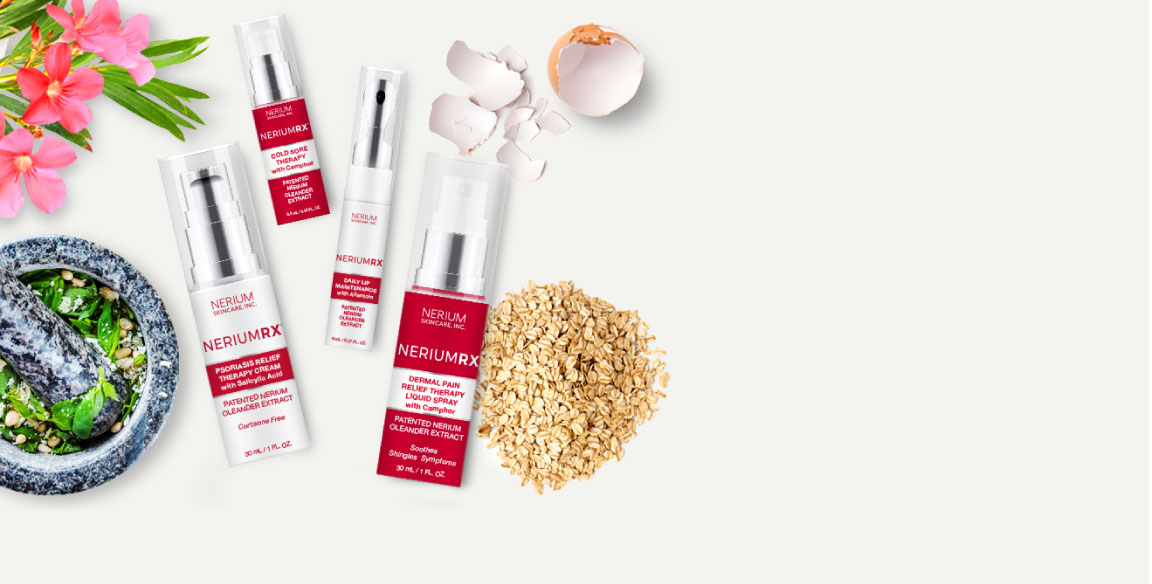 NERIUM
SKINCARE, INC.
NERIUMRX
COLD SORE
THERAPY
with Camphor
PATENTED
NERIUM
OLEANDER
EXTRACT
NERIUM
SKINCARE, INC.
NERIUMRX
DAILY LIP
MAINTENANCE
with Allantoin
PATENTED
NERIUM
OLEANDER
EXTRACT
NERIUM
SKINCARE, INC.
NERIUMRX
PSORIASIS RELIEF
THERAPY CREAM
with Salicylic Acid
PATENTED NERIUM
OLEANDER EXTRACT
Cortisone Free
30 mL / 1 FL OZ.
NERIUM
SKINCARE, INC.
NERIUMRX
DERMAL PAIN
RELIEF THERAPY
LIQUID SPRAY
with Camphor
PATENTED NERIUM
OLEANDER EXTRACT
Soothes
Shingles Symptoms
30 mL / 1 FL. OZ.